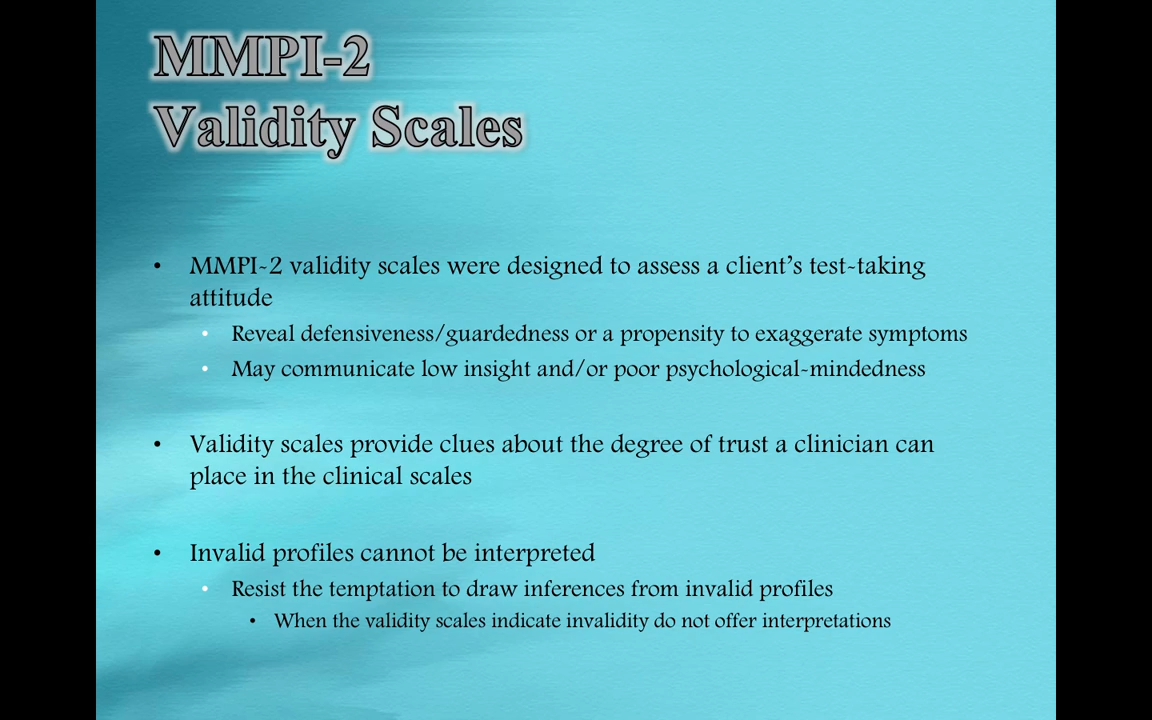 MMPI-2
Validity Scales
• MMPI-2 validity scales were designed to assess a client’s test-taking
attitude
• Reveal defensiveness/guardedness or a propensity to exaggerate symptoms
• May communicate low insight and/or poor psychological-mindedness
• Validity scales provide clues about the degree of trust a clinician can
place in the clinical scales
• Invalid profiles cannot be interpreted
• Resist the temptation to draw inferences from invalid profiles
• When the validity scales indicate invalidity do not offer interpretations